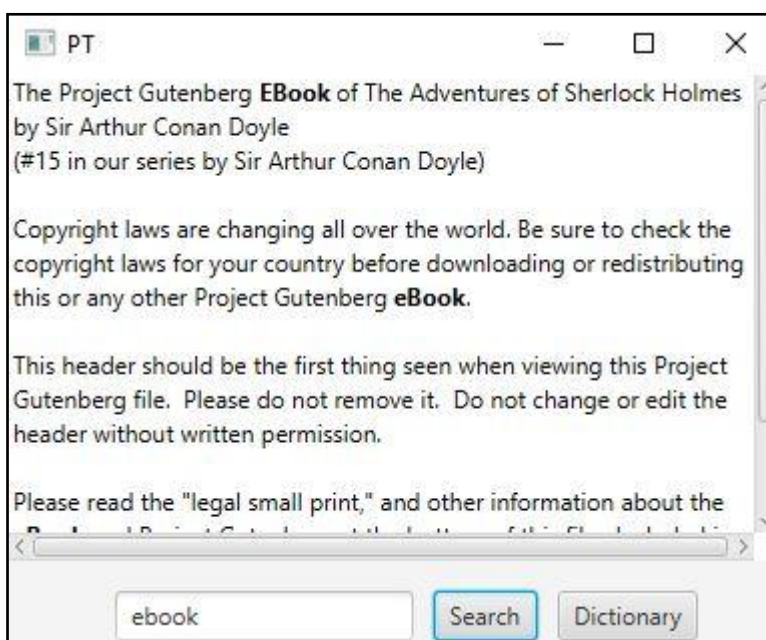 PT
The Project Gutenberg EBook of The Adventures of Sherlock Holmes
by Sir Arthur Conan Doyle
(#15 in our series by Sir Arthur Conan Doyle)
Copyright laws are changing all over the world. Be sure to check the
copyright laws for your country before downloading or redistributing
this or any other Project Gutenberg eBook.
This header should be the first thing seen when viewing this Project
Gutenberg file.  Please do not remove it.  Do not change or edit the
header without written permission.
Please read the "legal small print," and other information about the
ebook Search Dictionary